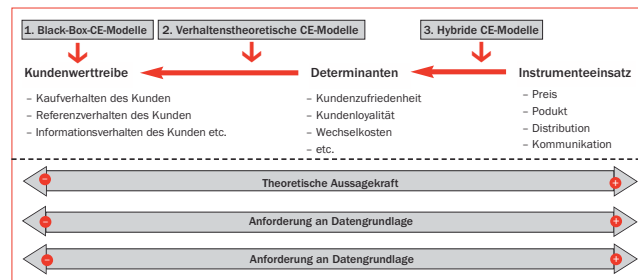 1. Black-Box-CE-Modelle
2. Verhaltenstheoretische CE-Modelle
3. Hybride CE-Modelle
Kundenwerttreibe
Determinanten
Instrumenteeinsatz
– Kaufverhalten des Kunden
– Referenzverhalten des Kunden
– Informationsverhalten des Kunden etc.
– Kundenzufriedenheit
– Kundenloyalität
– Wechselkosten
– etc.
– Preis
– Podukt
– Distribution
– Kommunikation
– Theoretische Aussagekraft +
– Anforderung an Datengrundlage +
– Anforderung an Datengrundlage +